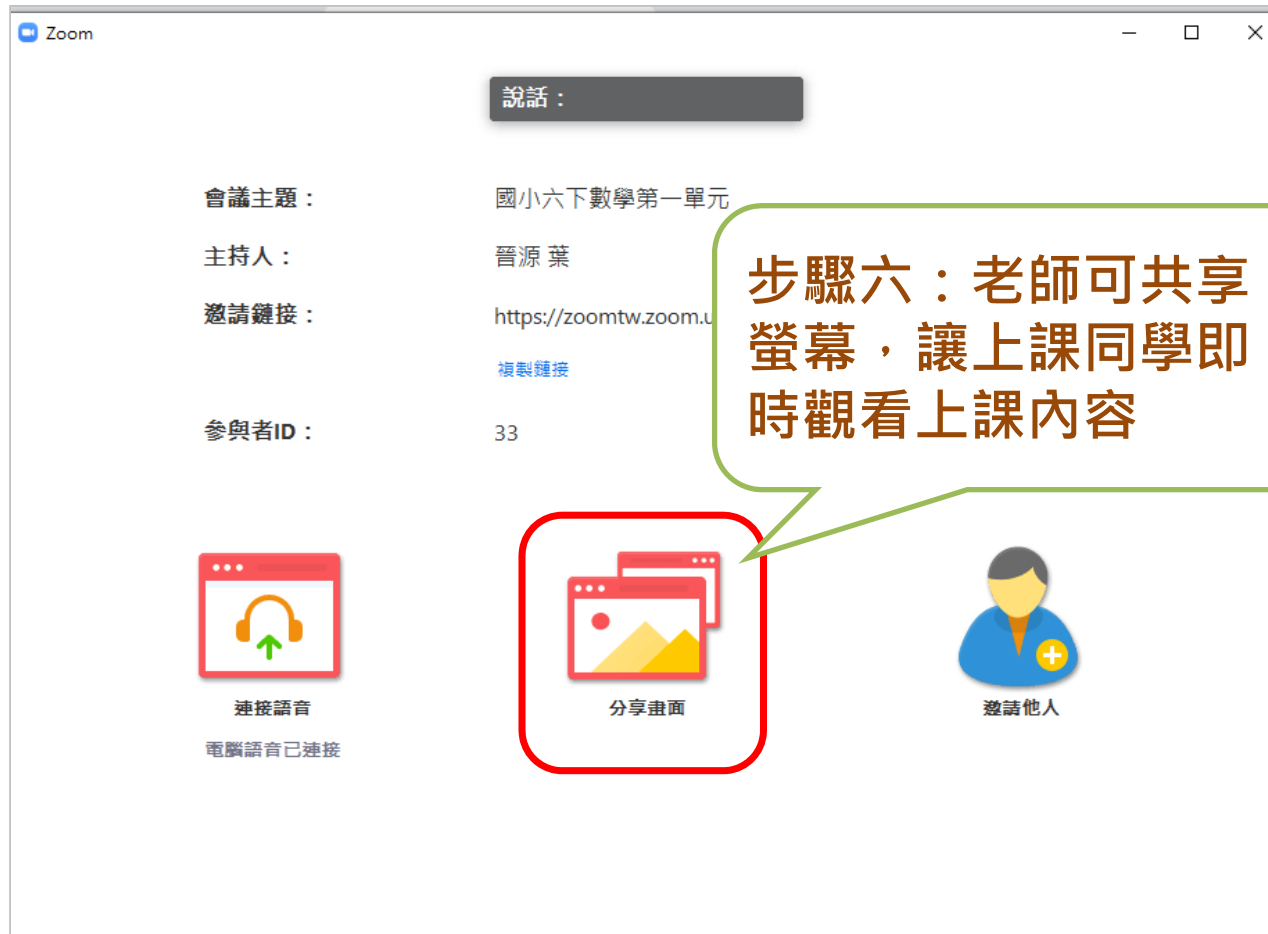 Zoom
說話：
會議主題： 國小六下數學第一單元
主持人： 晉源 葉
邀請鏈接： https://zoomtw.zoom.u
複製鏈接
參與者ID： 33
步驟六：老師可共享
螢幕，讓上課同學即
時觀看上課內容
連接語音
分享畫面
邀請他人
電腦語音已連接